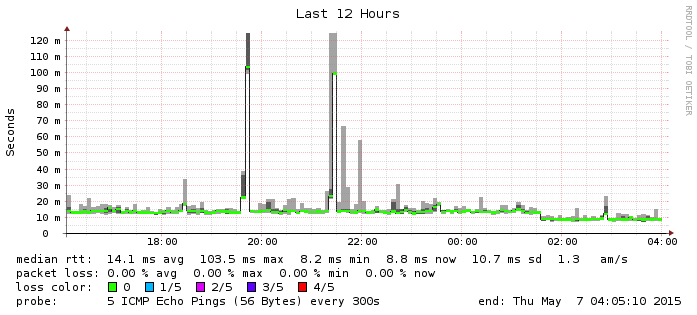 Last 12 Hours
RRDTOOL / TOBI OETIKER
Seconds
120 m
110 m
100 m
90 m
80 m
70 m
60 m
50 m
40 m
30 m
20 m
10 m
0
18:00 20:00 22:00 00:00 02:00 04:00
median rtt: 14.1 ms avg 103.5 ms max 8.2 ms min 8.8 ms now 10.7 ms sd 1.3 am/s
packet loss: 0.00 % avg 0.00 % max 0.00 % min 0.00 % now
loss color: 0 1/5 2/5 3/5 4/5
probe: 5 ICMP Echo Pings (56 Bytes) every 300s end: Thu May 7 04:05:10 2015